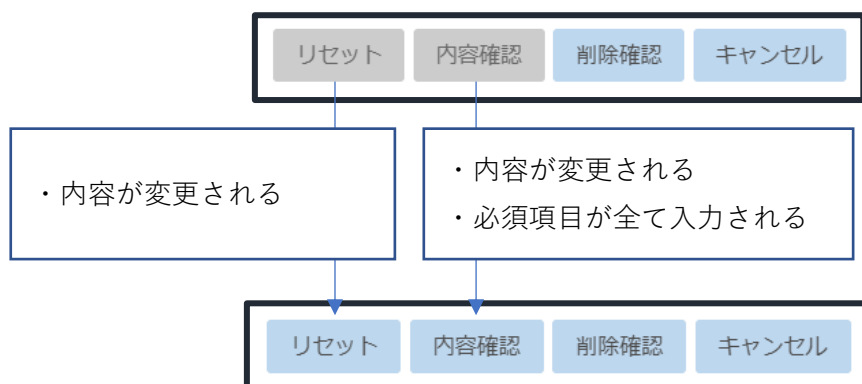 リセット 内容確認 削除確認 キャンセル
・内容が変更される
・内容が変更される
・必須項目が全て入力される
リセット 内容確認 削除確認 キャンセル